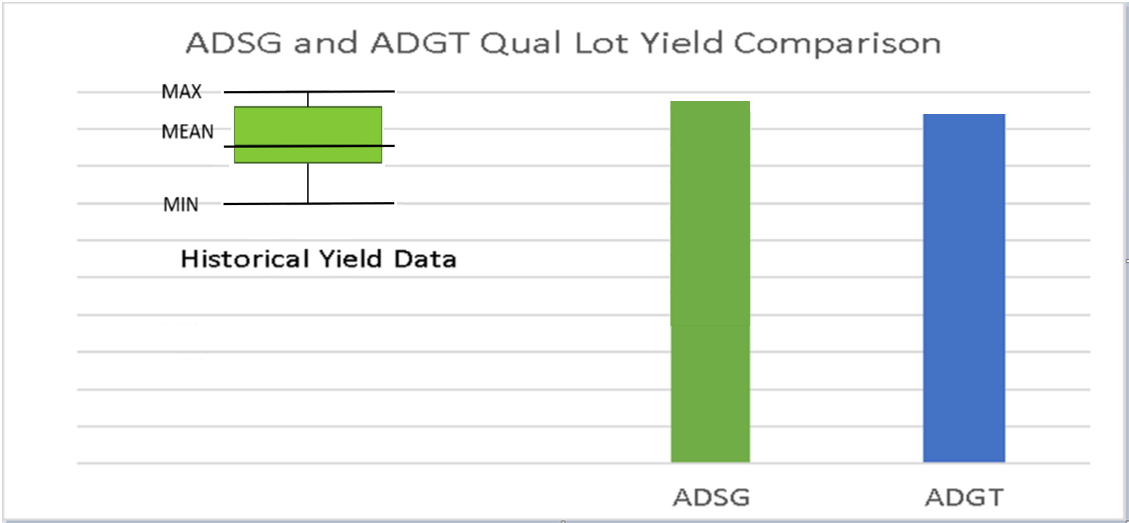 ADSG and ADGT Qual Lot Yield Comparison
MAX
MEAN
MIN
Historical Yield Data
ADSG
ADGT